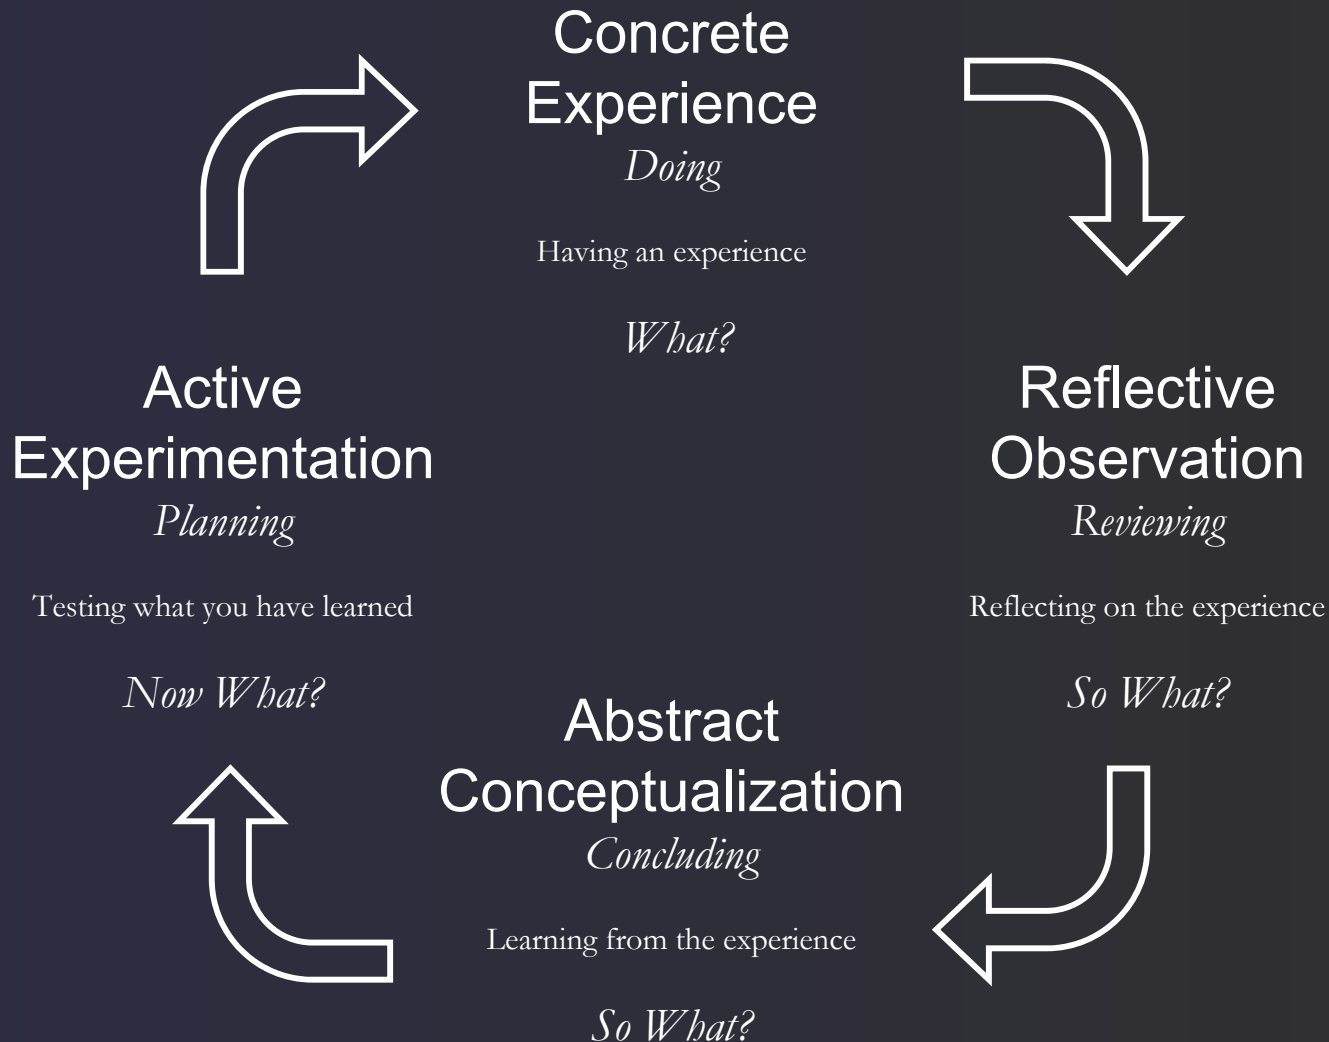 Concrete
Experience
Doing
Having an experience
What?
Reflective
Observation
Reviewing
Reflecting on the experience
So What?
Abstract
Conceptualization
Concluding
Learning from the experience
So What?
Active
Experimentation
Planning
Testing what you have learned
Now What?